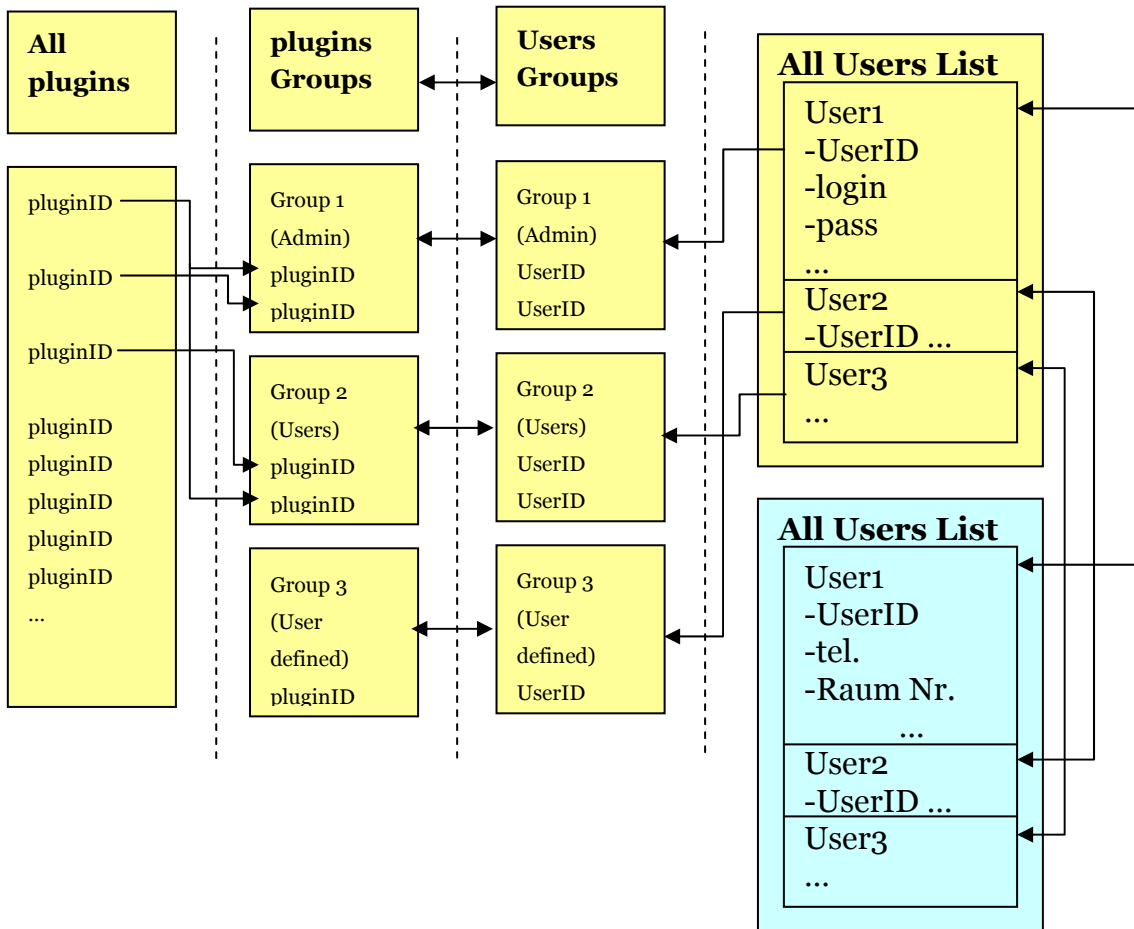 All
plugins
plugins
Groups
Users
Groups
pluginID
pluginID
pluginID
pluginID
pluginID
pluginID
pluginID
pluginID
...
Group 1
(Admin)
pluginID
pluginID
Group 2
(Users)
pluginID
pluginID
Group 3
(User
defined)
pluginID
Group 1
(Admin)
UserID
UserID
Group 2
(Users)
UserID
UserID
Group 3
(User
defined)
UserID
All Users List
User1
-UserID
-login
-pass
...
User2
-UserID ...
User3
...
All Users List
User1
-UserID
-tel.
-Raum Nr.
...
User2
-UserID ...
User3
...